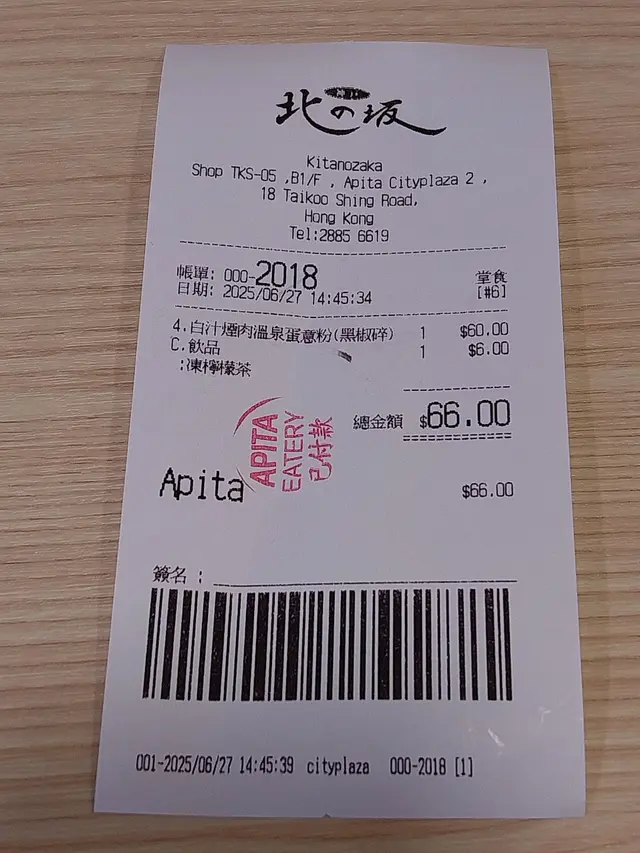 北の坂
Kitanozaka
Shop TKS-05 ,B1/F , Apita Cityplaza 2 ,
18 Taikoo Shing Road,
Hong Kong
Tel:2885 6619
帳單: 000-2018 堂食
日期: 2025/06/27 14:45:34 [#6]
4.白汁煙肉溫泉蛋意粉(黑椒碎) 1 $60.00
C.飲品 1 $6.00
:凍檸檬茶
總金額 $66.00
APITA
EATERY
已付款
Apita $66.00
簽名 :
001-2025/06/27 14:45:39 cityplaza 000-2018 [1]